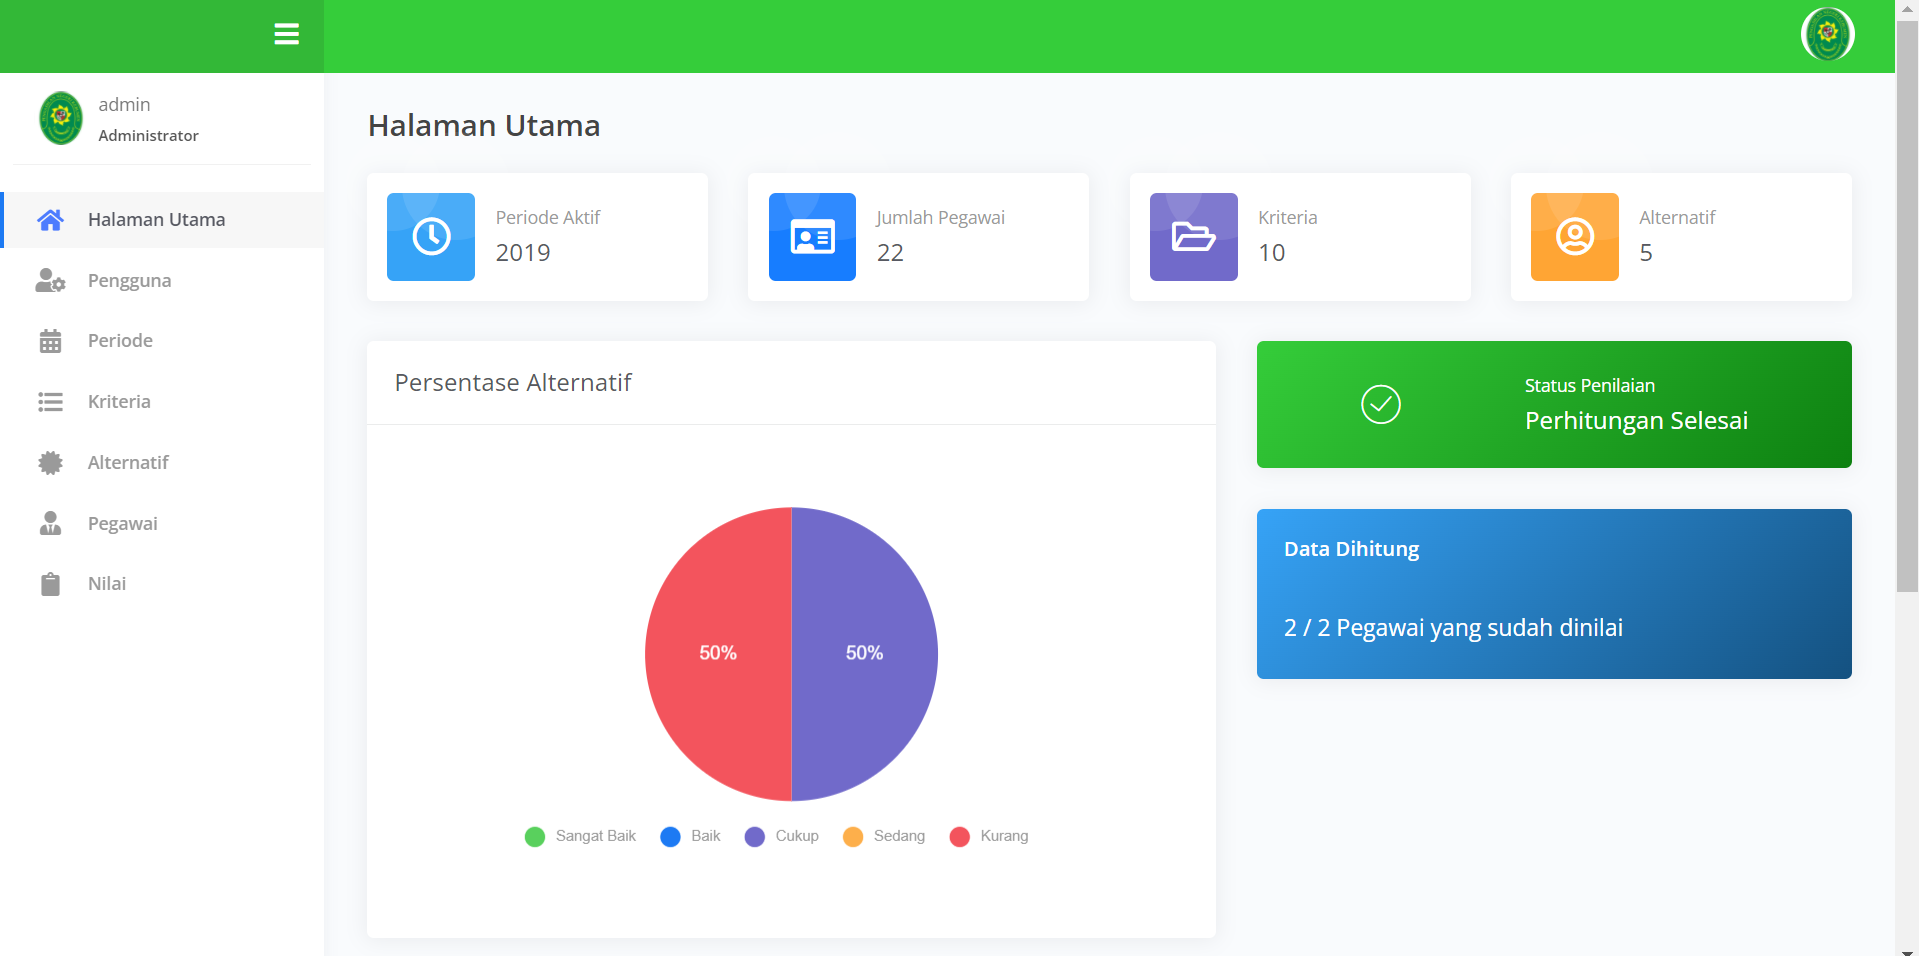 admin
Administrator
Halaman Utama
Pengguna
Periode
Kriteria
Alternatif
Pegawai
Nilai
Halaman Utama
Periode Aktif
2019
Jumlah Pegawai
22
Kriteria
10
Alternatif
5
Persentase Alternatif
50%
50%
Sangat Baik
Baik
Cukup
Sedang
Kurang
Status Penilaian
Perhitungan Selesai
Data Dihitung
2 / 2 Pegawai yang sudah dinilai